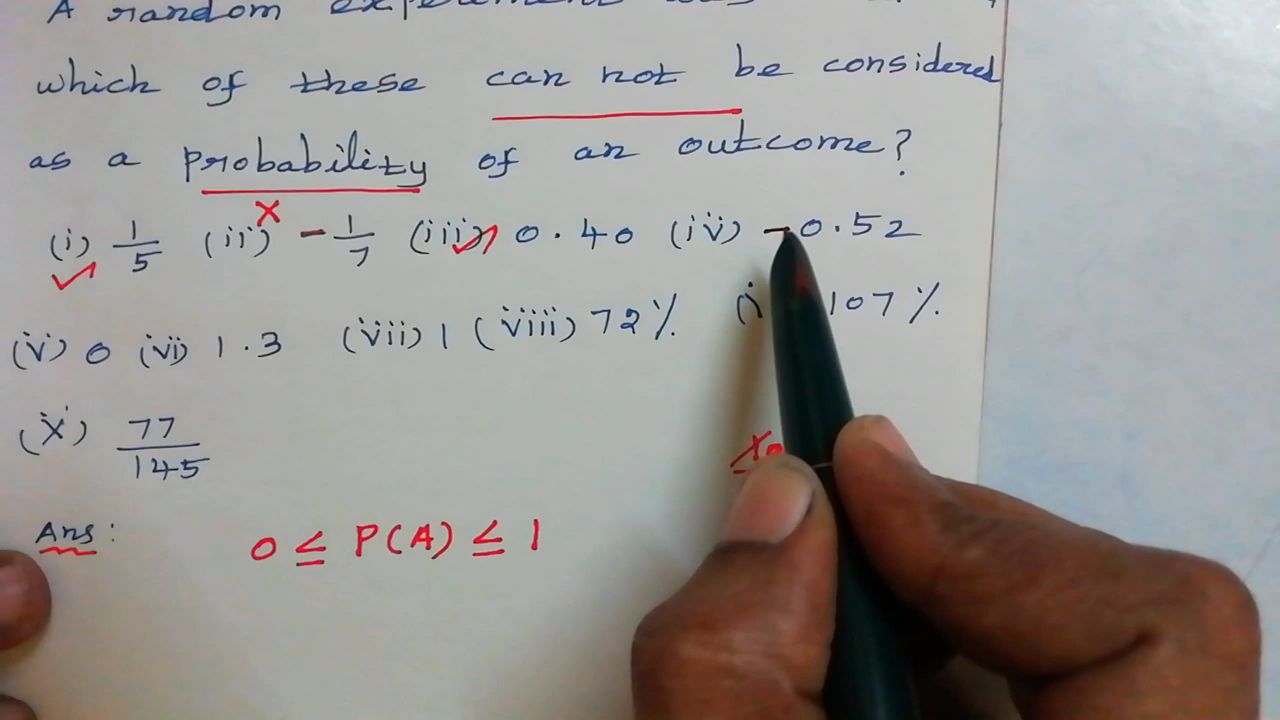 A random
which of these can not be considered
as a probability of an outcome?
(i) 1/5 (ii) -1/7 (iii) 0.40 (iv) -0.52
(v) 0 (vi) 1.3 (vii) 1 (viii) 72% 107%
(x) 77/145
Ans: 0 ≤ P(A) ≤ 1